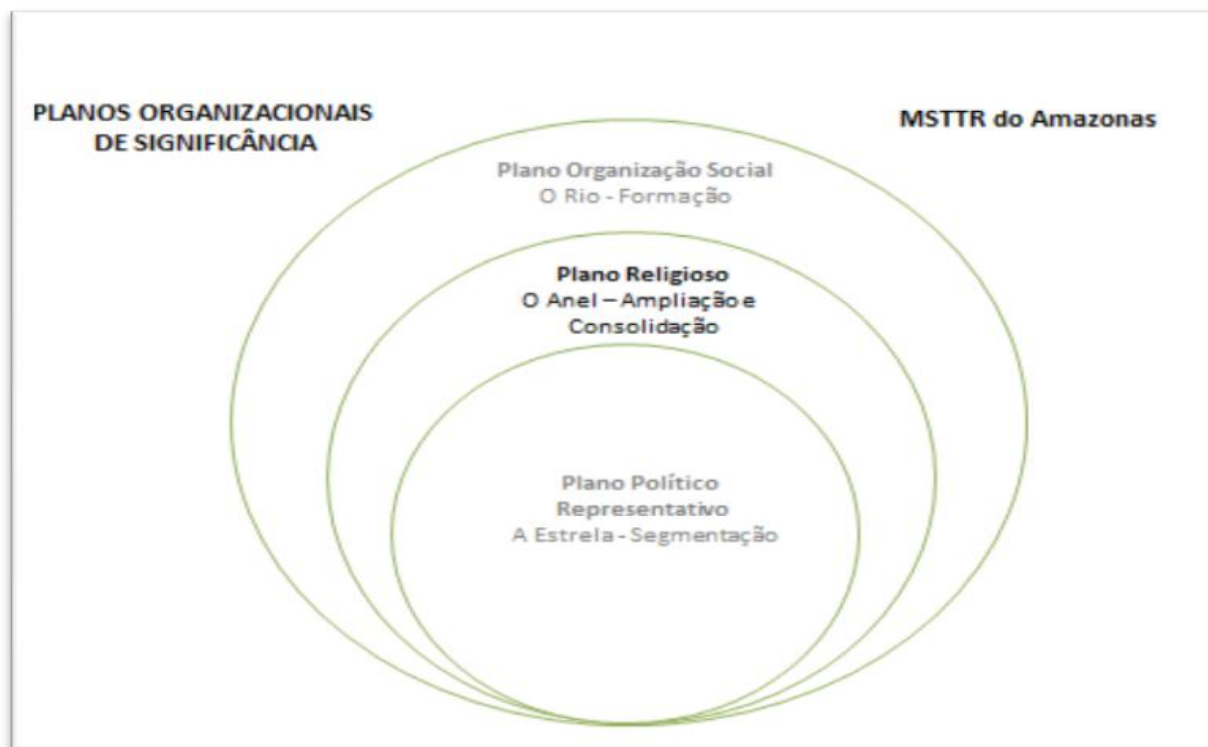 PLANOS ORGANIZACIONAIS
DE SIGNIFICÂNCIA
MSTTR do Amazonas
Plano Organização Social
O Rio - Formação
Plano Religioso
O Anel – Ampliação e
Consolidação
Plano Político
Representativo
A Estrela - Segmentação